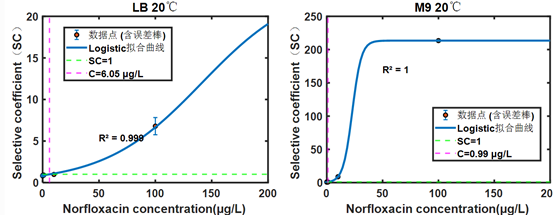 LB 20℃
Selective coefficient（SC）
20
15
10
5
0
数据点 (含误差棒)
Logistic拟合曲线
SC=1
C=6.05 μg/L
R² = 0.999
0
50
100
150
200
Norfloxacin concentration(μg/L)
M9 20℃
Selective coefficient（SC）
250
200
150
100
50
0
R² = 1
数据点 (含误差棒)
Logistic拟合曲线
SC=1
C=0.99 μg/L
0
50
100
150
200
Norfloxacin concentration(μg/L)